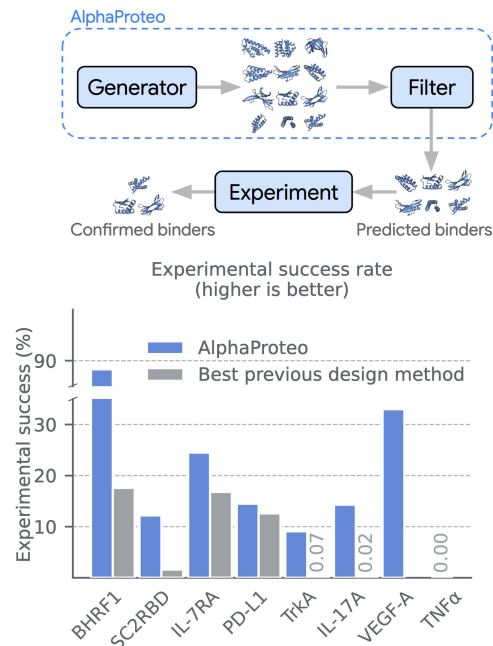 AlphaProteo
Generator
Filter
Experiment
Confirmed binders
Predicted binders
Experimental success rate
(higher is better)
Experimental success (%)
90
30
20
10
AlphaProteo
Best previous design method
0.07
0.02
0.00
BHRF1
SC2RBD
IL-7RA
PD-L1
TrkA
IL-17A
VEGF-A
TNFα